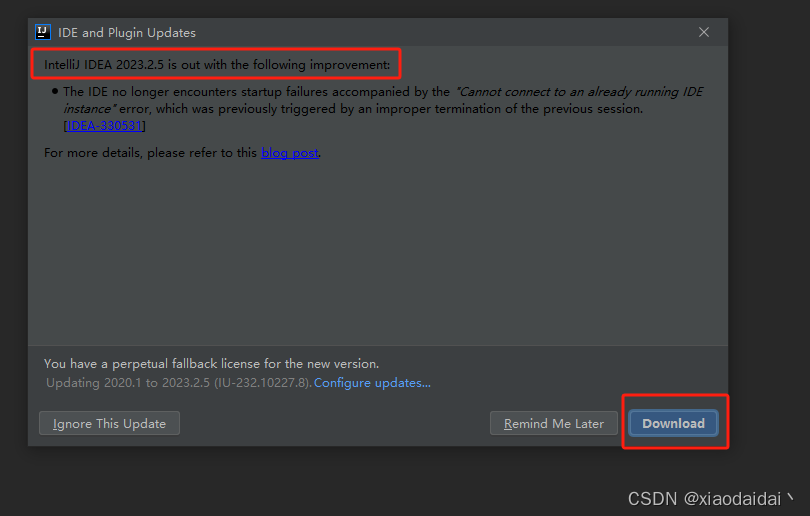 IJ IDE and Plugin Updates
IntelliJ IDEA 2023.2.5 is out with the following improvement:
• The IDE no longer encounters startup failures accompanied by the "Cannot connect to an already running IDE
instance" error, which was previously triggered by an improper termination of the previous session.
[IDEA-330531]
For more details, please refer to this blog post.
You have a perpetual fallback license for the new version.
Updating 2020.1 to 2023.2.5 (IU-232.10227.8). Configure updates...
Ignore This Update
Remind Me Later
Download
CSDN @xiaodaidai丶